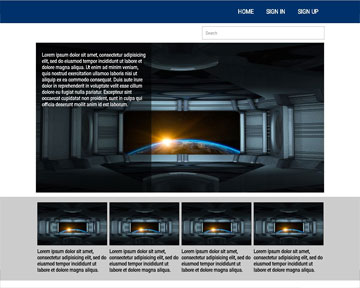 HOME SIGN IN SIGN UP
Search
Lorem ipsum dolor sit amet, consectetur adipisicing
elit, sed do eiusmod tempor incididunt ut labore et
dolore magna aliqua. Ut enim ad minim veniam,
quis nostrud exercitation ullamco laboris nisi ut
aliquip ex ea commodo consequat. Duis aute irure
dolor in reprehenderit in voluptate velit esse cillum
dolore eu fugiat nulla pariatur. Excepteur sint
occaecat cupidatat non proident, sunt in culpa qui
officia deserunt mollit anim id est laborum.
Lorem ipsum dolor sit amet,
consectetur adipisicing elit, sed do
eiusmod tempor incididunt ut
labore et dolore magna aliqua.
Lorem ipsum dolor sit amet,
consectetur adipisicing elit, sed do
eiusmod tempor incididunt ut
labore et dolore magna aliqua.
Lorem ipsum dolor sit amet,
consectetur adipisicing elit, sed do
eiusmod tempor incididunt ut
labore et dolore magna aliqua.
Lorem ipsum dolor sit amet,
consectetur adipisicing elit, sed do
eiusmod tempor incididunt ut
labore et dolore magna aliqua.